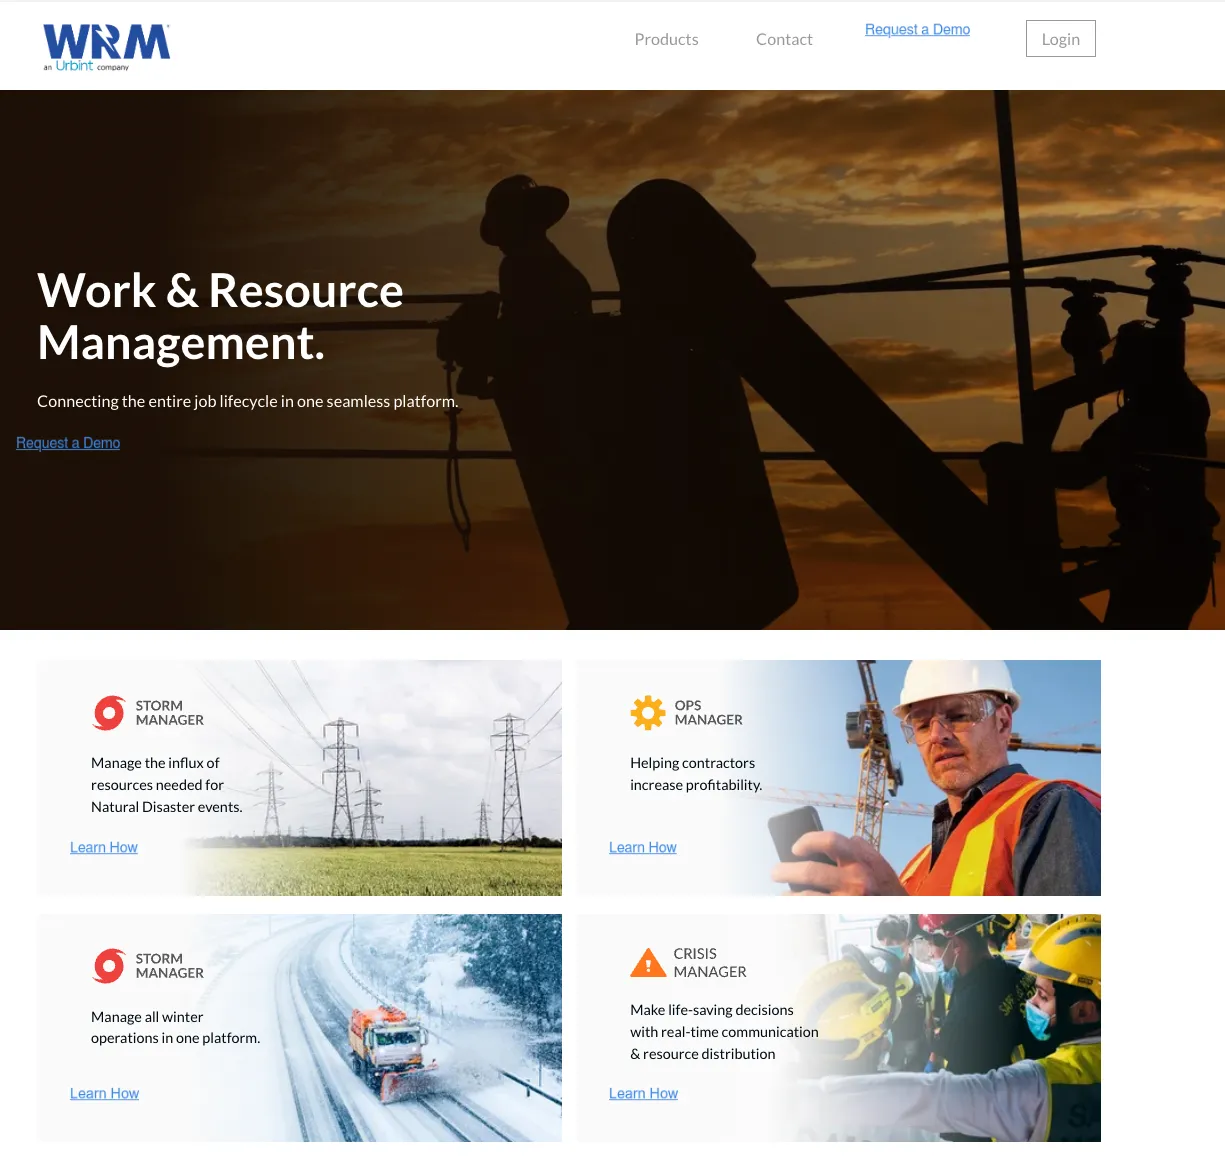 WRM
an Urbint company
Products
Contact
Request a Demo
Login
Work & Resource
Management.
Connecting the entire job lifecycle in one seamless platform.
Request a Demo
STORM
MANAGER
Manage the influx of
resources needed for
Natural Disaster events.
Learn How
OPS
MANAGER
Helping contractors
increase profitability.
Learn How
STORM
MANAGER
Manage all winter
operations in one platform.
Learn How
CRISIS
MANAGER
Make life-saving decisions
with real-time communication
& resource distribution
Learn How